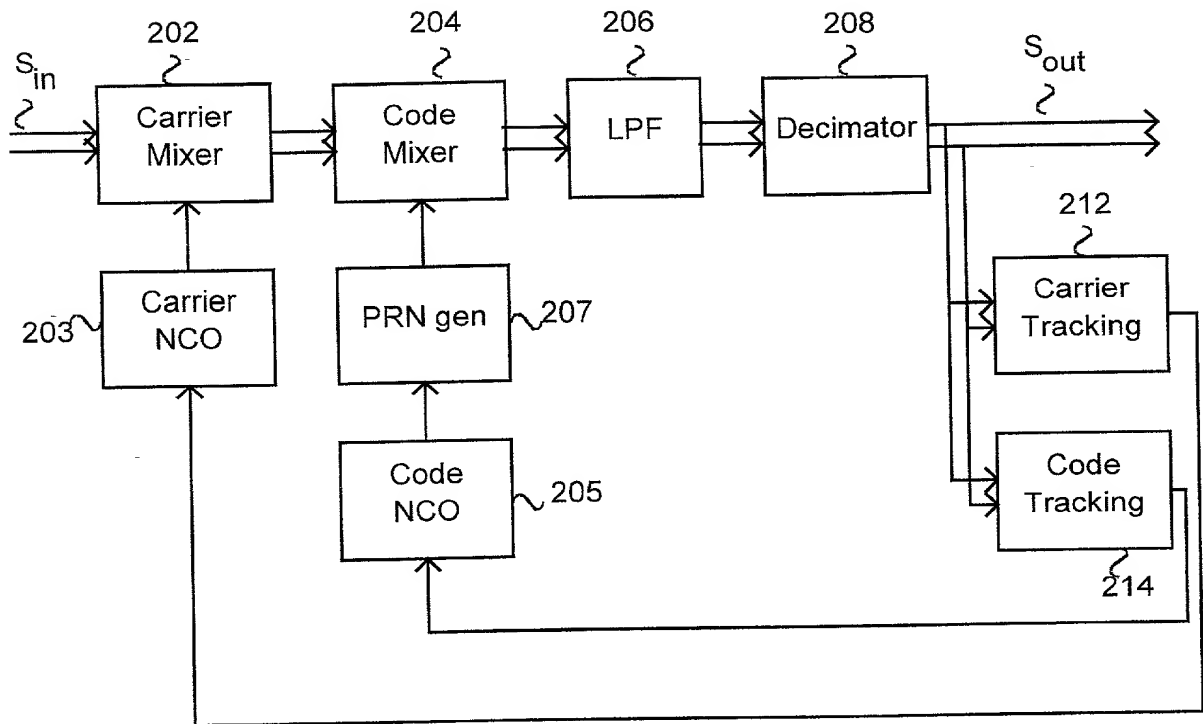 202
204
206
208
S_in
S_out
Carrier
Mixer
Code
Mixer
LPF
Decimator
212
203
Carrier
NCO
PRN gen
207
Carrier
Tracking
Code
NCO
205
Code
Tracking
214